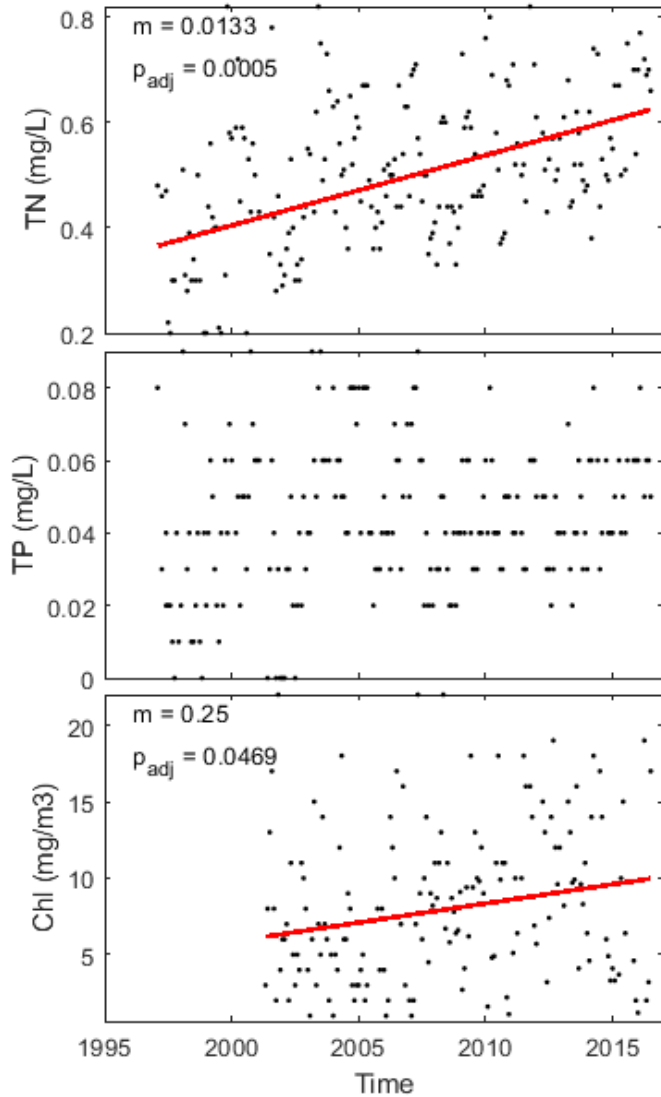 0.8
m = 0.0133
p_adj = 0.0005
0.6
TN (mg/L)
0.4
0.2
0.08
0.06
TP (mg/L)
0.04
0.02
0
m = 0.25
20
p_adj = 0.0469
15
Chl (mg/m3)
10
5
1995 2000 2005 2010 2015
Time